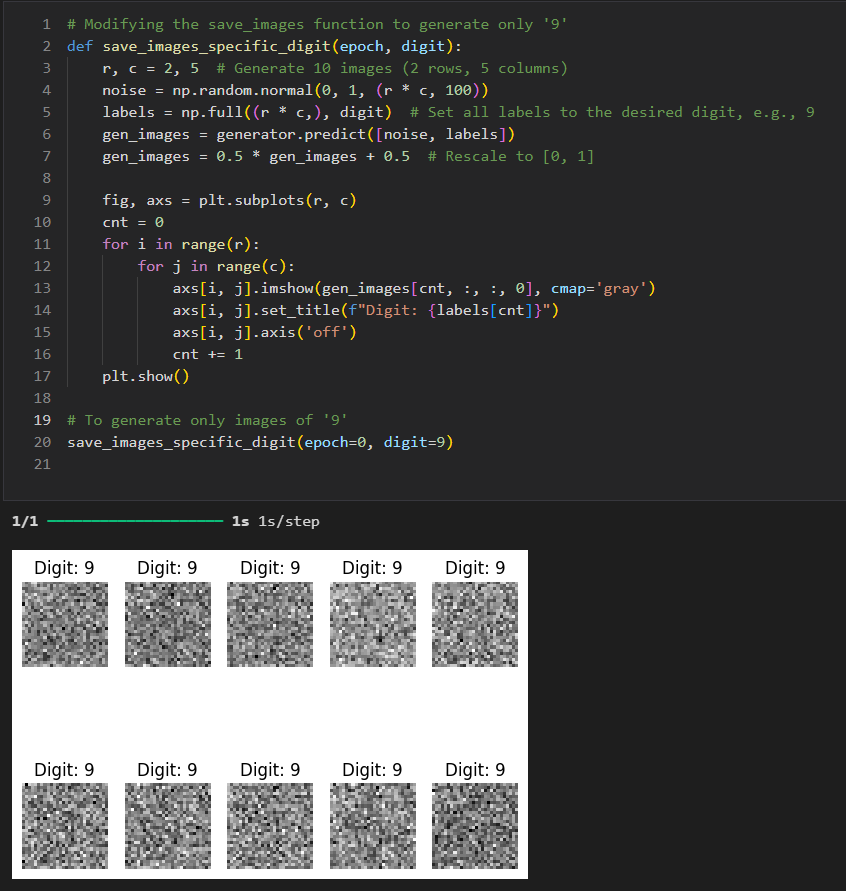 1 # Modifying the save_images function to generate only '9'
2 def save_images_specific_digit(epoch, digit):
3     r, c = 2, 5  # Generate 10 images (2 rows, 5 columns)
4     noise = np.random.normal(0, 1, (r * c, 100))
5     labels = np.full((r * c,), digit)  # Set all labels to the desired digit, e.g., 9
6     gen_images = generator.predict([noise, labels])
7     gen_images = 0.5 * gen_images + 0.5  # Rescale to [0, 1]
8
9     fig, axs = plt.subplots(r, c)
10     cnt = 0
11     for i in range(r):
12         for j in range(c):
13             axs[i, j].imshow(gen_images[cnt, :, :, 0], cmap='gray')
14             axs[i, j].set_title(f"Digit: {labels[cnt]}")
15             axs[i, j].axis('off')
16             cnt += 1
17     plt.show()
18
19 # To generate only images of '9'
20 save_images_specific_digit(epoch=0, digit=9)
21
1/1 1s 1s/step
Digit: 9 Digit: 9 Digit: 9 Digit: 9 Digit: 9
Digit: 9 Digit: 9 Digit: 9 Digit: 9 Digit: 9